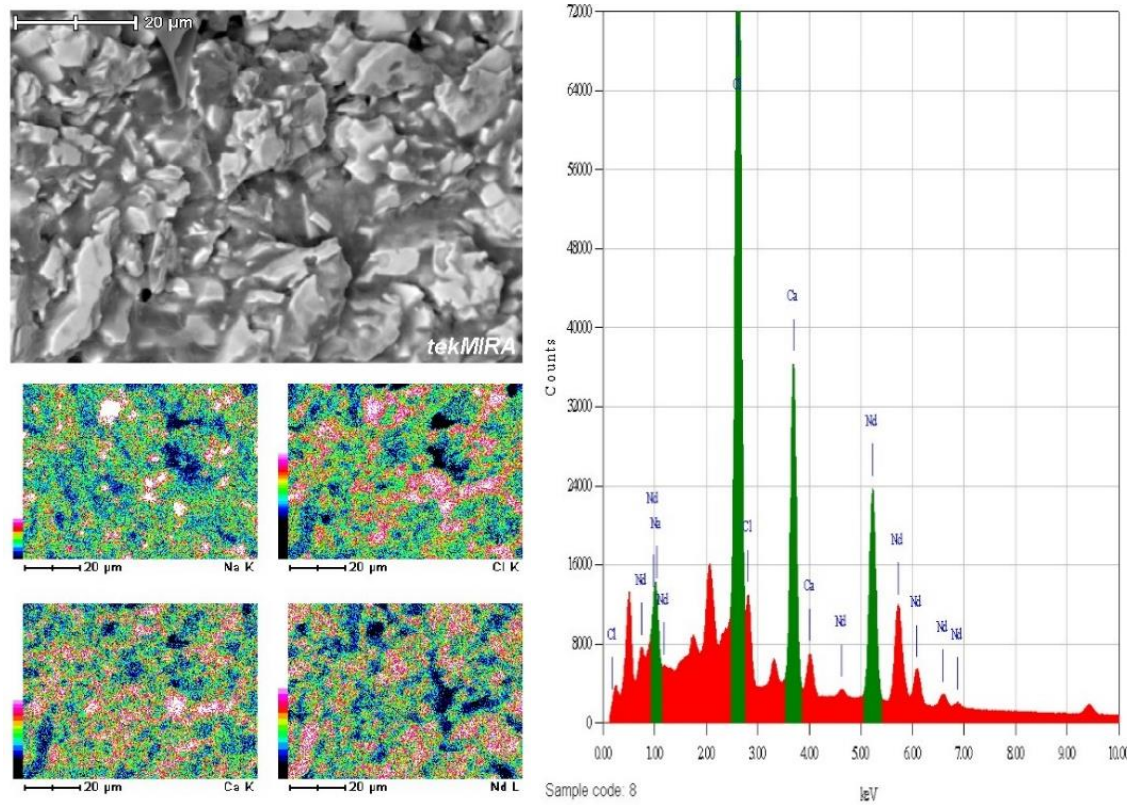 20 µm
tekMIRA
20 µm Na K
20 µm Cl K
20 µm Ca K
20 µm Nd L
72000
64000
56000
48000
40000
32000
24000
16000
8000
0
Counts
Cl
Ca
Nd
Nd
Na
Cl
Nd
Nd
Nd
Ca
Nd
Cl
Nd
Nd
Nd
0.00 1.00 2.00 3.00 4.00 5.00 6.00 7.00 8.00 9.00 10.00
Sample code: 8
keV